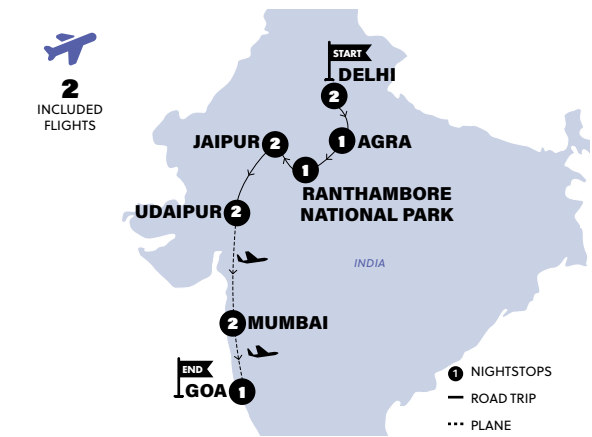 2
INCLUDED
FLIGHTS
START
DELHI
2
JAIPUR 2
1 AGRA
1
RANTHAMBORE
NATIONAL PARK
UDAIPUR 2
INDIA
2 MUMBAI
END
GOA 1
1 NIGHTSTOPS
ROAD TRIP
PLANE